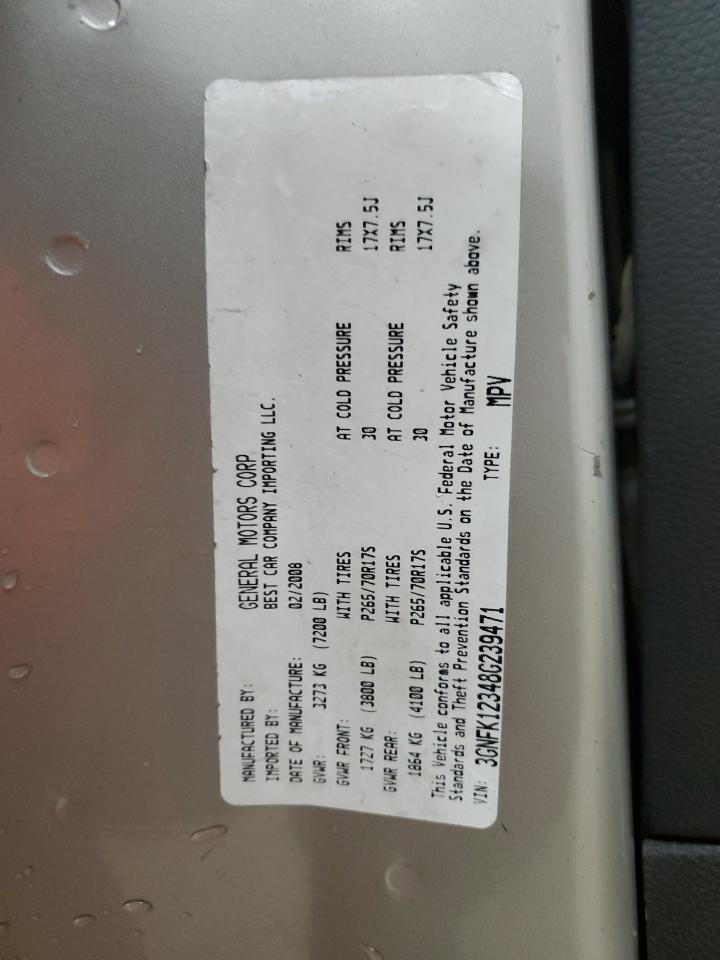 MANUFACTURED BY: GENERAL MOTORS CORP
IMPORTED BY: BEST CAR COMPANY IMPORTING LLC.
DATE OF MANUFACTURE: 02/2008
GVWR: 3273 KG (7200 LB)
GVWR FRONT: WITH TIRES AT COLD PRESSURE RIMS
1727 KG (3800 LB) P265/70R17S 30 17X7.5J
GVWR REAR: WITH TIRES AT COLD PRESSURE RIMS
1864 KG (4100 LB) P265/70R17S 30 17X7.5J
This Vehicle conforms to all applicable U.S. Federal Motor Vehicle Safety
Standards and Theft Prevention Standards on the Date of Manufacture shown above.
VIN: 3GNFK12348G239471 TYPE: MPV